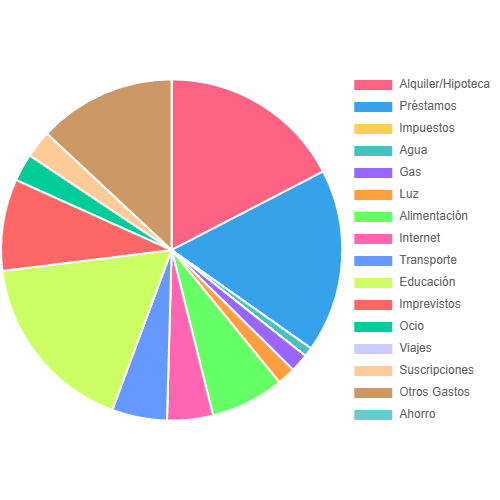 Alquiler/Hipoteca
Préstamos
Impuestos
Agua
Gas
Luz
Alimentación
Internet
Transporte
Educación
Imprevistos
Ocio
Viajes
Suscripciones
Otros Gastos
Ahorro